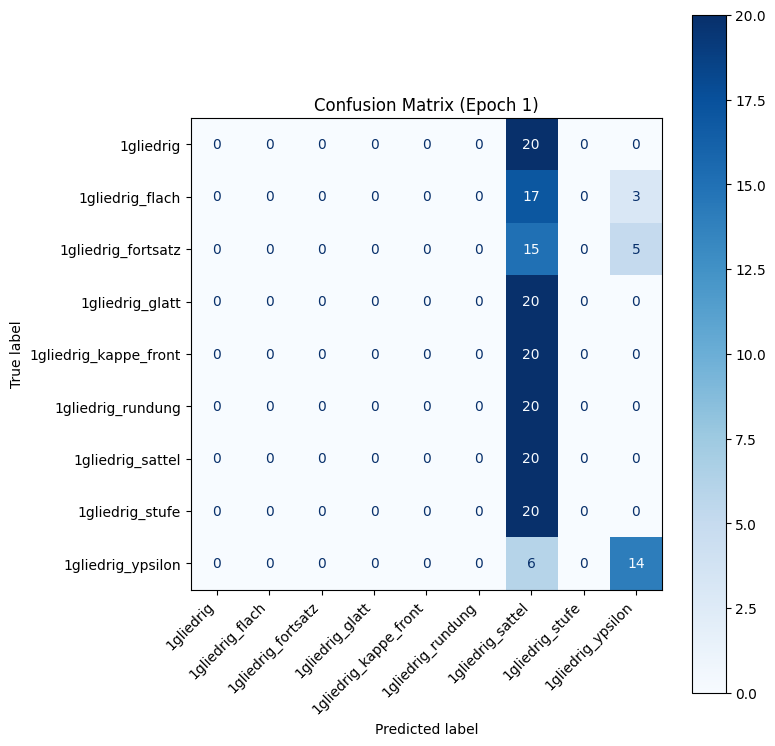 Confusion Matrix (Epoch 1)
True label
1gliedrig 0 0 0 0 0 0 20 0 0
1gliedrig_flach 0 0 0 0 0 0 17 0 3
1gliedrig_fortsatz 0 0 0 0 0 0 15 0 5
1gliedrig_glatt 0 0 0 0 0 0 20 0 0
1gliedrig_kappe_front 0 0 0 0 0 0 20 0 0
1gliedrig_rundung 0 0 0 0 0 0 20 0 0
1gliedrig_sattel 0 0 0 0 0 0 20 0 0
1gliedrig_stufe 0 0 0 0 0 0 20 0 0
1gliedrig_ypsilon 0 0 0 0 0 0 6 0 14
1gliedrig
1gliedrig_flach
1gliedrig_fortsatz
1gliedrig_glatt
1gliedrig_kappe_front
1gliedrig_rundung
1gliedrig_sattel
1gliedrig_stufe
1gliedrig_ypsilon
Predicted label
20.0
17.5
15.0
12.5
10.0
7.5
5.0
2.5
0.0